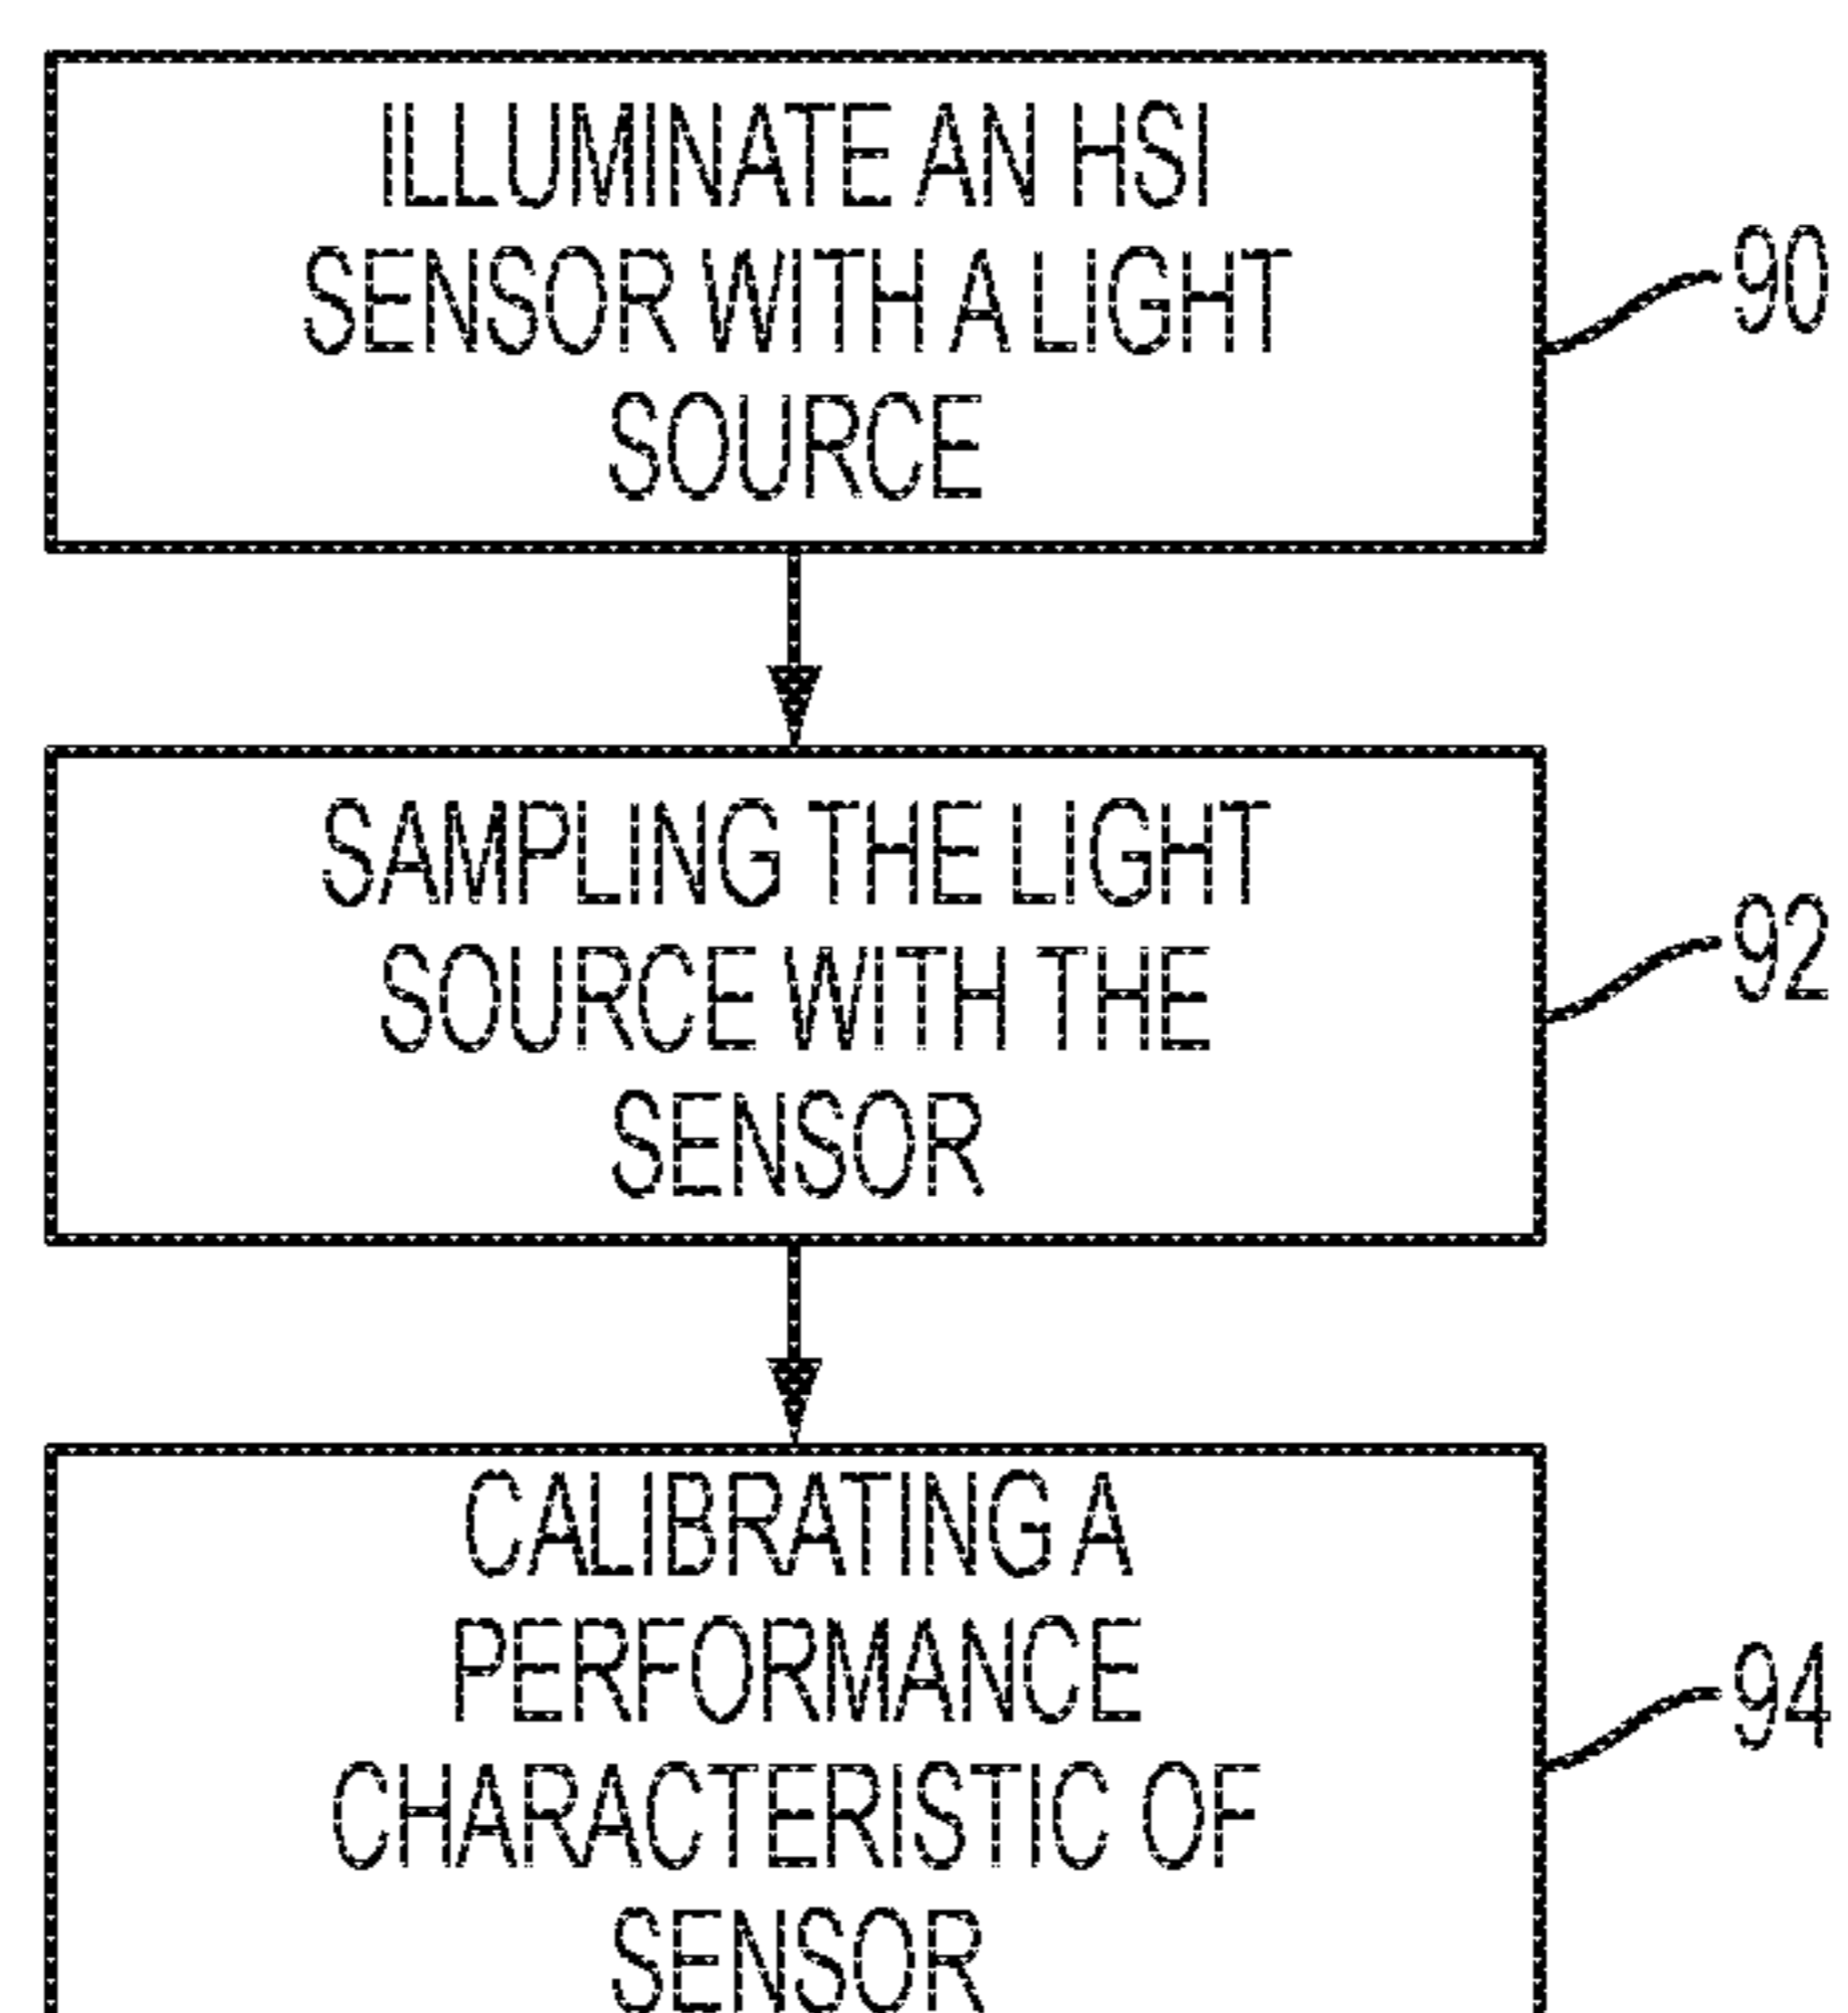 ILLUMINATE AN HSI
SENSOR WITH A LIGHT
SOURCE
90
SAMPLING THE LIGHT
SOURCE WITH THE
SENSOR
92
CALIBRATING A
PERFORMANCE
CHARACTERISTIC OF
SENSOR
94